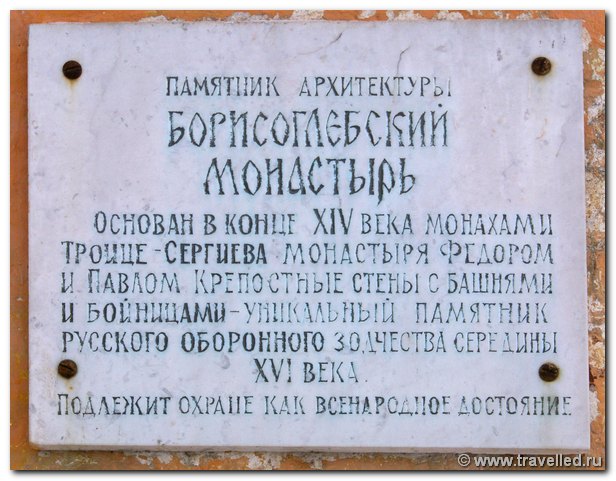 ПАМЯТНИК АРХИТЕКТУРЫ
БОРИСОГЛЕБСКИЙ
МОНАСТЫРЬ
ОСНОВАН В КОНЦЕ XIV ВЕКА МОНАХАМИ
ТРОИЦЕ-СЕРГИЕВА МОНАСТЫРЯ ФЕДОРОМ
И ПАВЛОМ КРЕПОСТНЫЕ СТЕНЫ С БАШНЯМИ
И БОЙНИЦАМИ-УНИКАЛЬНЫЙ ПАМЯТНИК
РУССКОГО ОБОРОННОГО ЗОДЧЕСТВА СЕРЕДИНЫ
XVI ВЕКА.
ПОДЛЕЖИТ ОХРАНЕ КАК ВСЕНАРОДНОЕ ДОСТОЯНИЕ
© www.travelled.ru